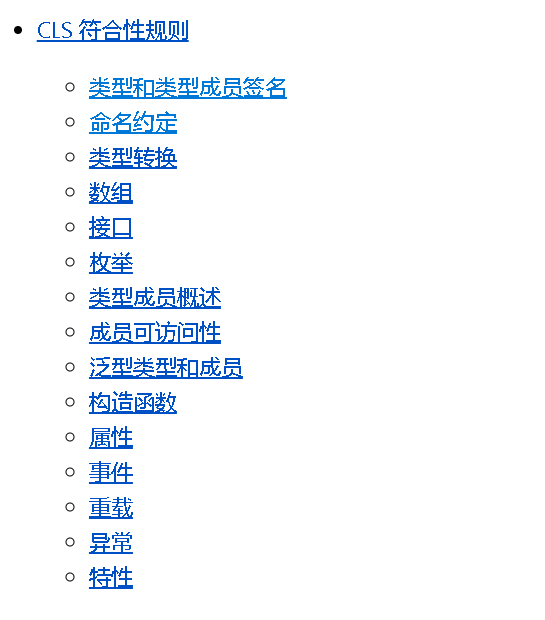 CLS 符合性规则
类型和类型成员签名
命名约定
类型转换
数组
接口
枚举
类型成员概述
成员可访问性
泛型类型和成员
构造函数
属性
事件
重载
异常
特性